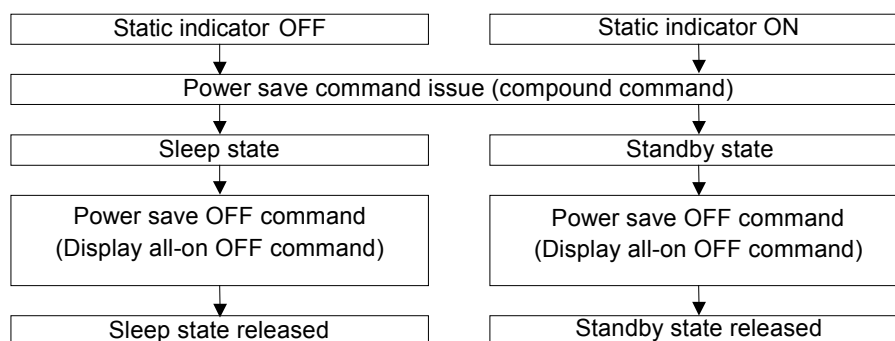 Static indicator OFF
Static indicator ON
Power save command issue (compound command)
Sleep state
Standby state
Power save OFF command
(Display all-on OFF command)
Power save OFF command
(Display all-on OFF command)
Sleep state released
Standby state released